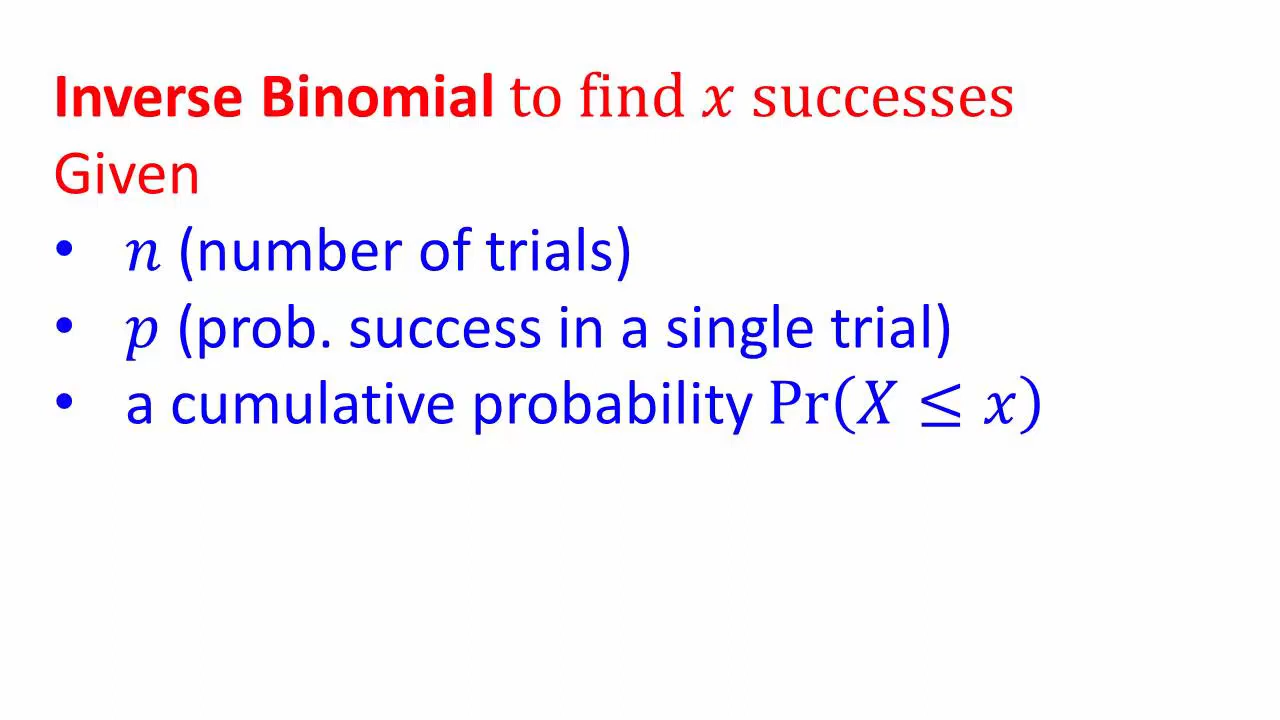 Inverse Binomial to find 𝑥 successes
Given
• 𝑛 (number of trials)
• 𝑝 (prob. success in a single trial)
• a cumulative probability Pr(𝑋 ≤ 𝑥)